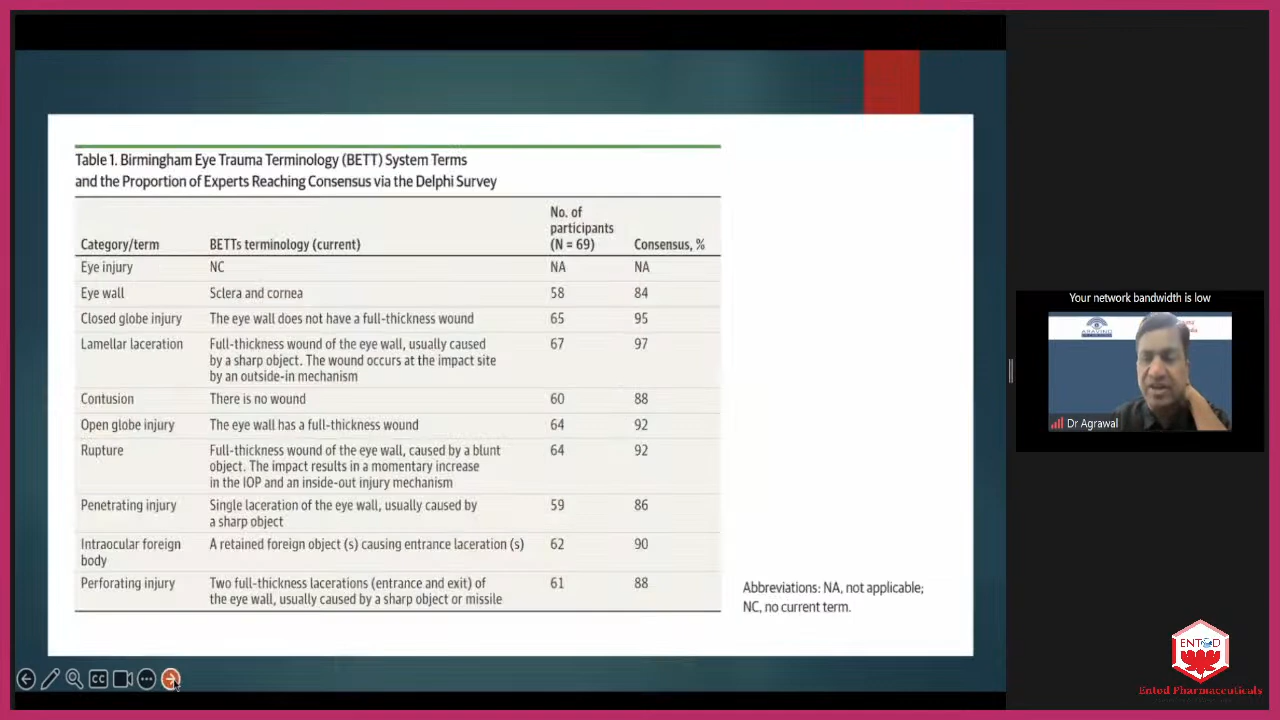 Table 1. Birmingham Eye Trauma Terminology (BETT) System Terms
and the Proportion of Experts Reaching Consensus via the Delphi Survey
Category/term BETTs terminology (current) No. of participants (N = 69) Consensus, %
Eye injury NC NA NA
Eye wall Sclera and cornea 58 84
Closed globe injury The eye wall does not have a full-thickness wound 65 95
Lamellar laceration Full-thickness wound of the eye wall, usually caused 67 97
by a sharp object. The wound occurs at the impact site
by an outside-in mechanism
Contusion There is no wound 60 88
Open globe injury The eye wall has a full-thickness wound 64 92
Rupture Full-thickness wound of the eye wall, caused by a blunt 64 92
object. The impact results in a momentary increase
in the IOP and an inside-out injury mechanism
Penetrating injury Single laceration of the eye wall, usually caused by 59 86
a sharp object
Intraocular foreign A retained foreign object (s) causing entrance laceration (s) 62 90
body
Perforating injury Two full-thickness lacerations (entrance and exit) of 61 88
the eye wall, usually caused by a sharp object or missile
Abbreviations: NA, not applicable;
NC, no current term.
CC
Your network bandwidth is low
ARAVIND
Dr Agrawal
ENTOD
Entod Pharmaceuticals